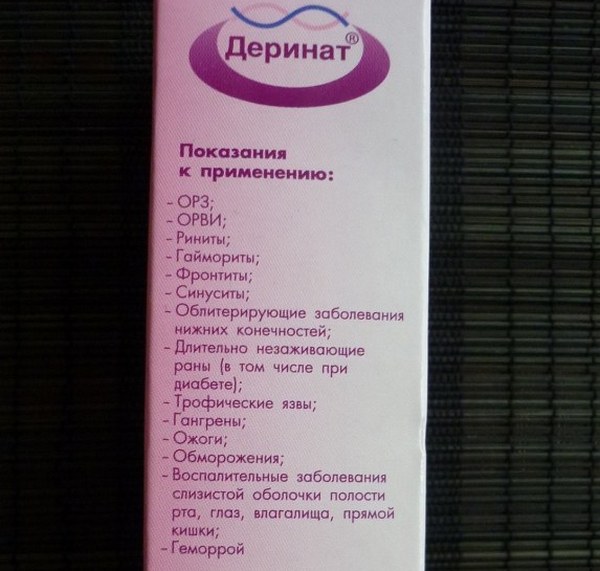 Деринат®
Показания
к применению:
- ОРЗ;
- ОРВИ;
- Риниты;
- Гаймориты;
- Фронтиты;
- Синуситы;
- Облитерирующие заболевания
нижних конечностей;
- Длительно незаживающие
раны (в том числе при
диабете);
- Трофические язвы;
- Гангрены;
- Ожоги;
- Обморожения;
- Воспалительные заболевания
слизистой оболочки полости
рта, глаз, влагалища, прямой
кишки;
- Геморрой